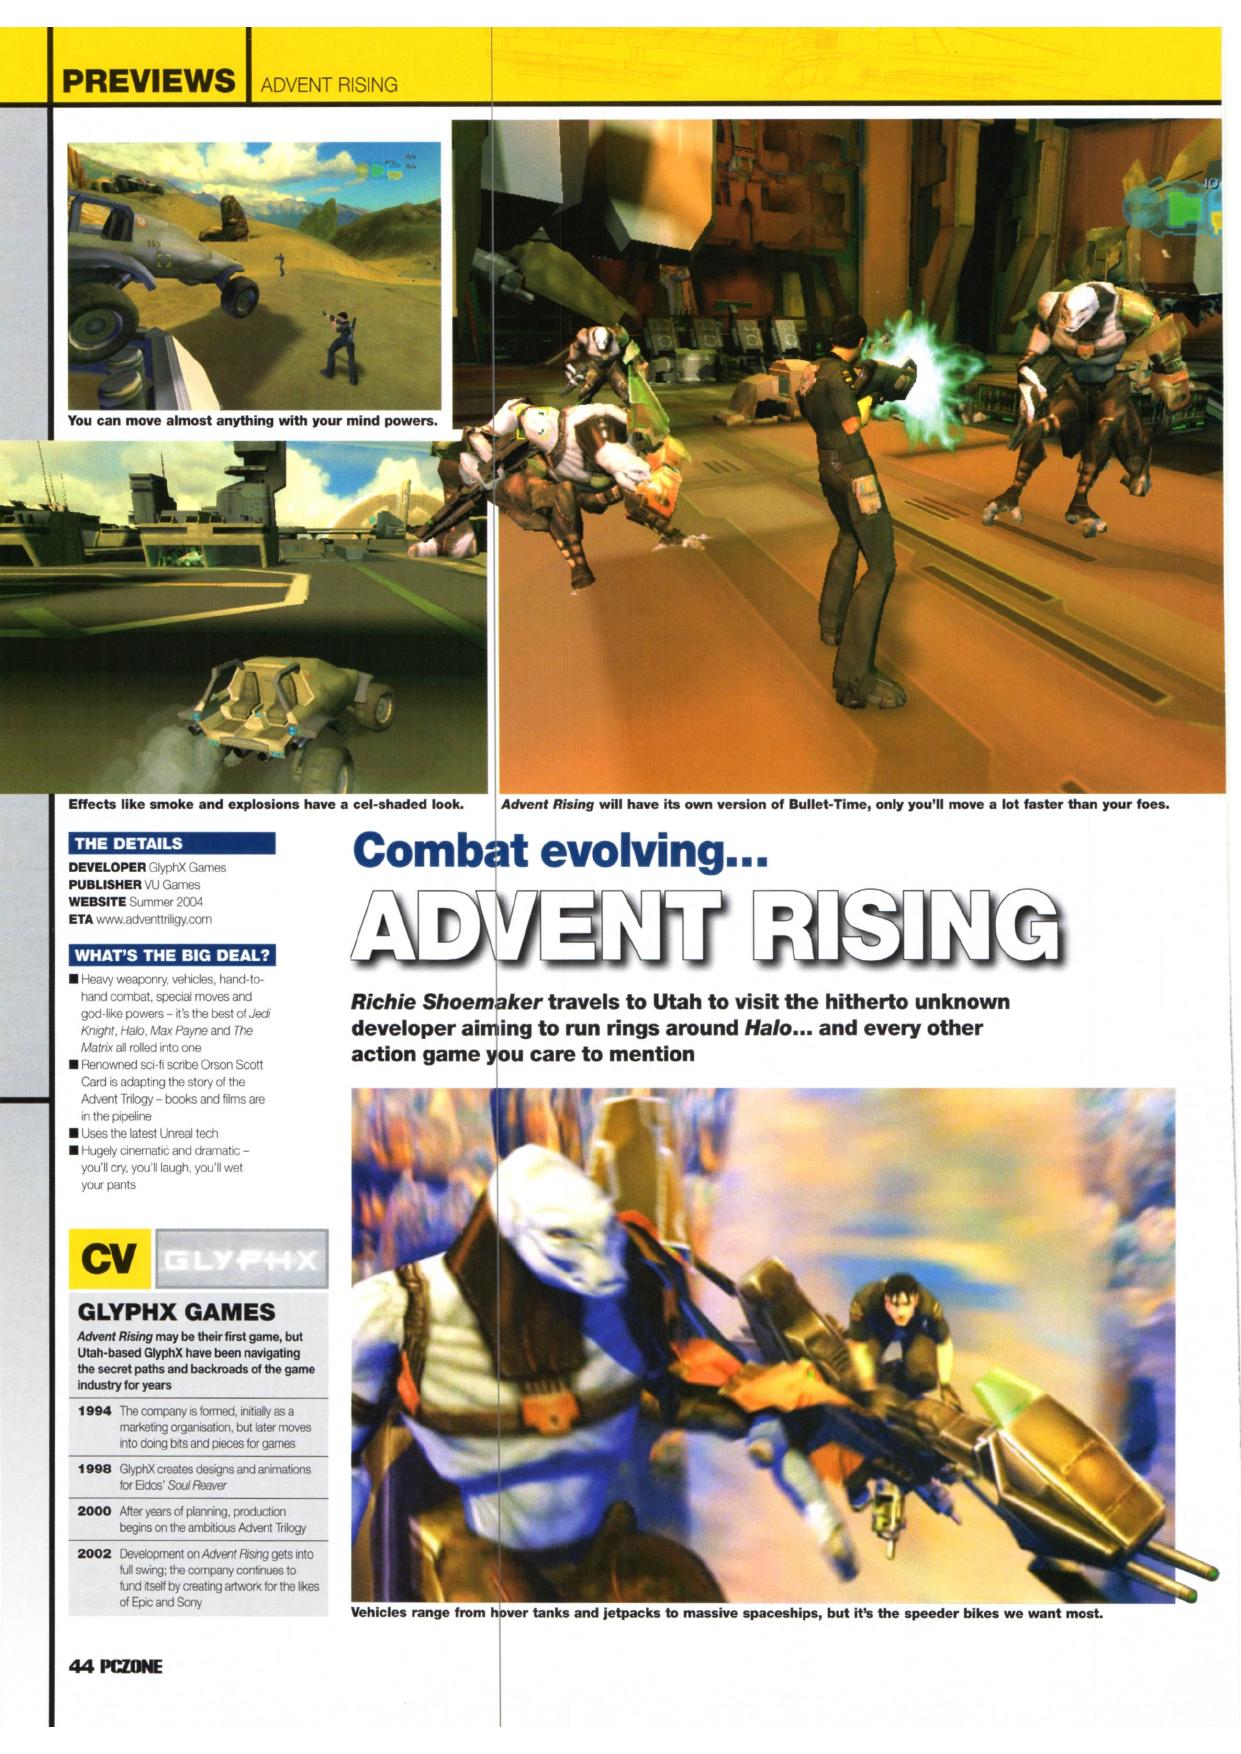 PREVIEWS
ADVENT RISING
You can move almost anything with your mind powers.
Effects like smoke and explosions have a cel-shaded look.
Advent Rising will have its own version of Bullet-Time, only you'll move a lot faster than your foes.
THE DETAILS
DEVELOPER GlyphX Games
PUBLISHER VU Games
WEBSITE Summer 2004
ETA www.adventtriligy.com
WHAT'S THE BIG DEAL?
■ Heavy weaponry, vehicles, hand-to-
hand combat, special moves and
god-like powers – it's the best of Jedi
Knight, Halo, Max Payne and The
Matrix all rolled into one
■ Renowned sci-fi scribe Orson Scott
Card is adapting the story of the
Advent Trilogy – books and films are
in the pipeline
■ Uses the latest Unreal tech
■ Hugely cinematic and dramatic –
you'll cry, you'll laugh, you'll wet
your pants
CV
GLYPHX
GLYPHX GAMES
Advent Rising may be their first game, but
Utah-based GlyphX have been navigating
the secret paths and backroads of the game
industry for years
1994 The company is formed, initially as a
marketing organisation, but later moves
into doing bits and pieces for games
1998 GlyphX creates designs and animations
for Eidos' Soul Reaver
2000 After years of planning, production
begins on the ambitious Advent Trilogy
2002 Development on Advent Rising gets into
full swing; the company continues to
fund itself by creating artwork for the likes
of Epic and Sony
Combat evolving...
ADVENT RISING
Richie Shoemaker travels to Utah to visit the hitherto unknown
developer aiming to run rings around Halo... and every other
action game you care to mention
Vehicles range from hover tanks and jetpacks to massive spaceships, but it's the speeder bikes we want most.
44 PCZONE